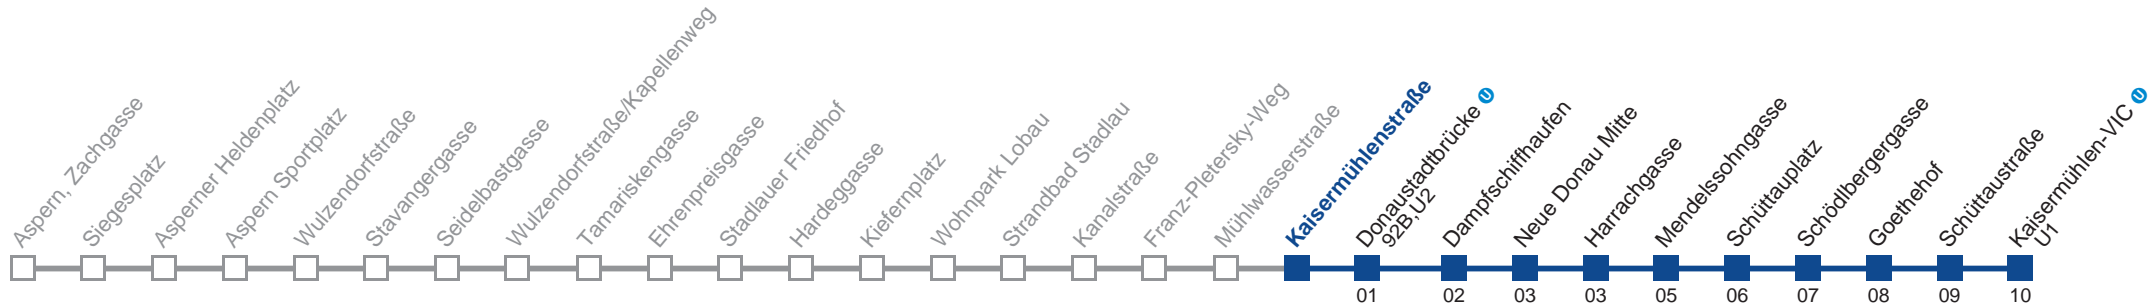 Aspern, Zachgasse
Siegesplatz
Asperner Heldenplatz
Aspern Sportplatz
Wulzendorfstraße
Stavangergasse
Seidelbastgasse
Wulzendorfstraße/Kapellenweg
Tamariskengasse
Ehrenpreisgasse
Stadlauer Friedhof
Hardeggasse
Kiefernplatz
Wohnpark Lobau
Strandbad Stadlau
Kanalstraße
Franz-Pletersky-Weg
Mühlwasserstraße
Kaisermühlenstraße
Donaustadtbrücke U
92B,U2
Dampfschiffhaufen
Neue Donau Mitte
Harrachgasse
Mendelssohngasse
Schüttauplatz
Schödlbergergasse
Goethehof
Schüttaustraße
Kaisermühlen-VIC U
U1
01 02 03 03 05 06 07 08 09 10